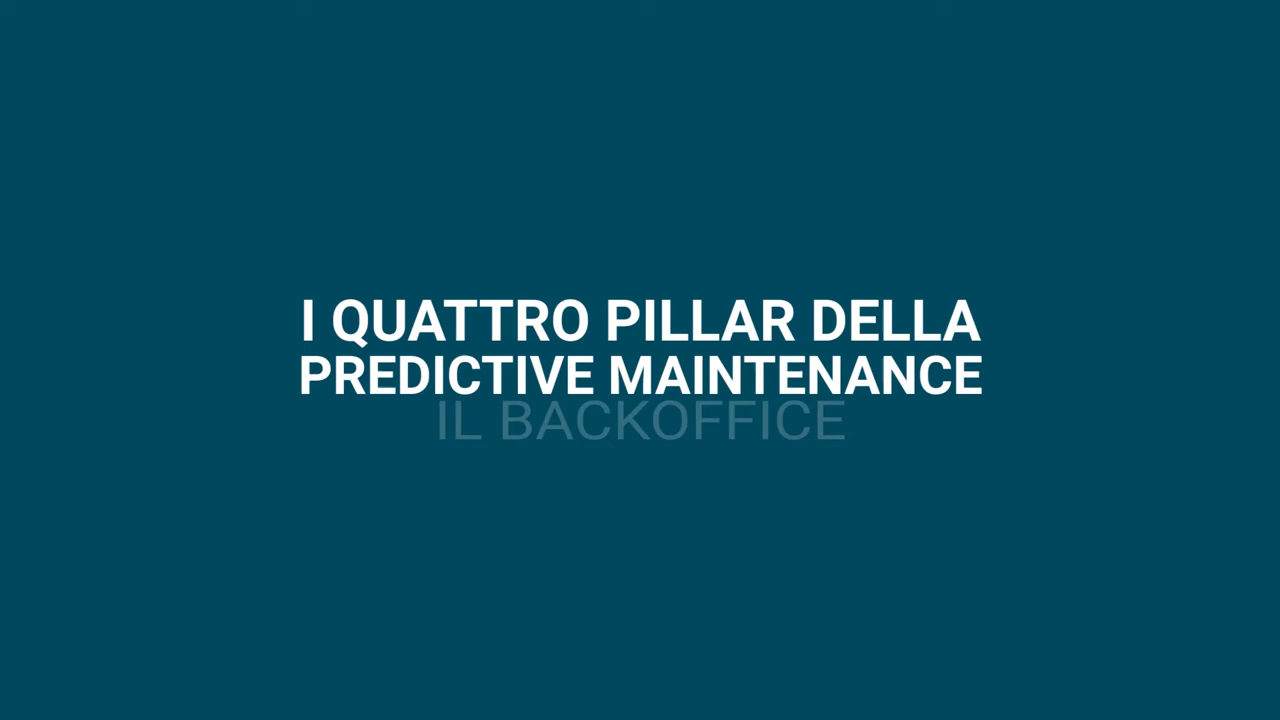 I QUATTRO PILLAR DELLA
PREDICTIVE MAINTENANCE
IL BACKOFFICE